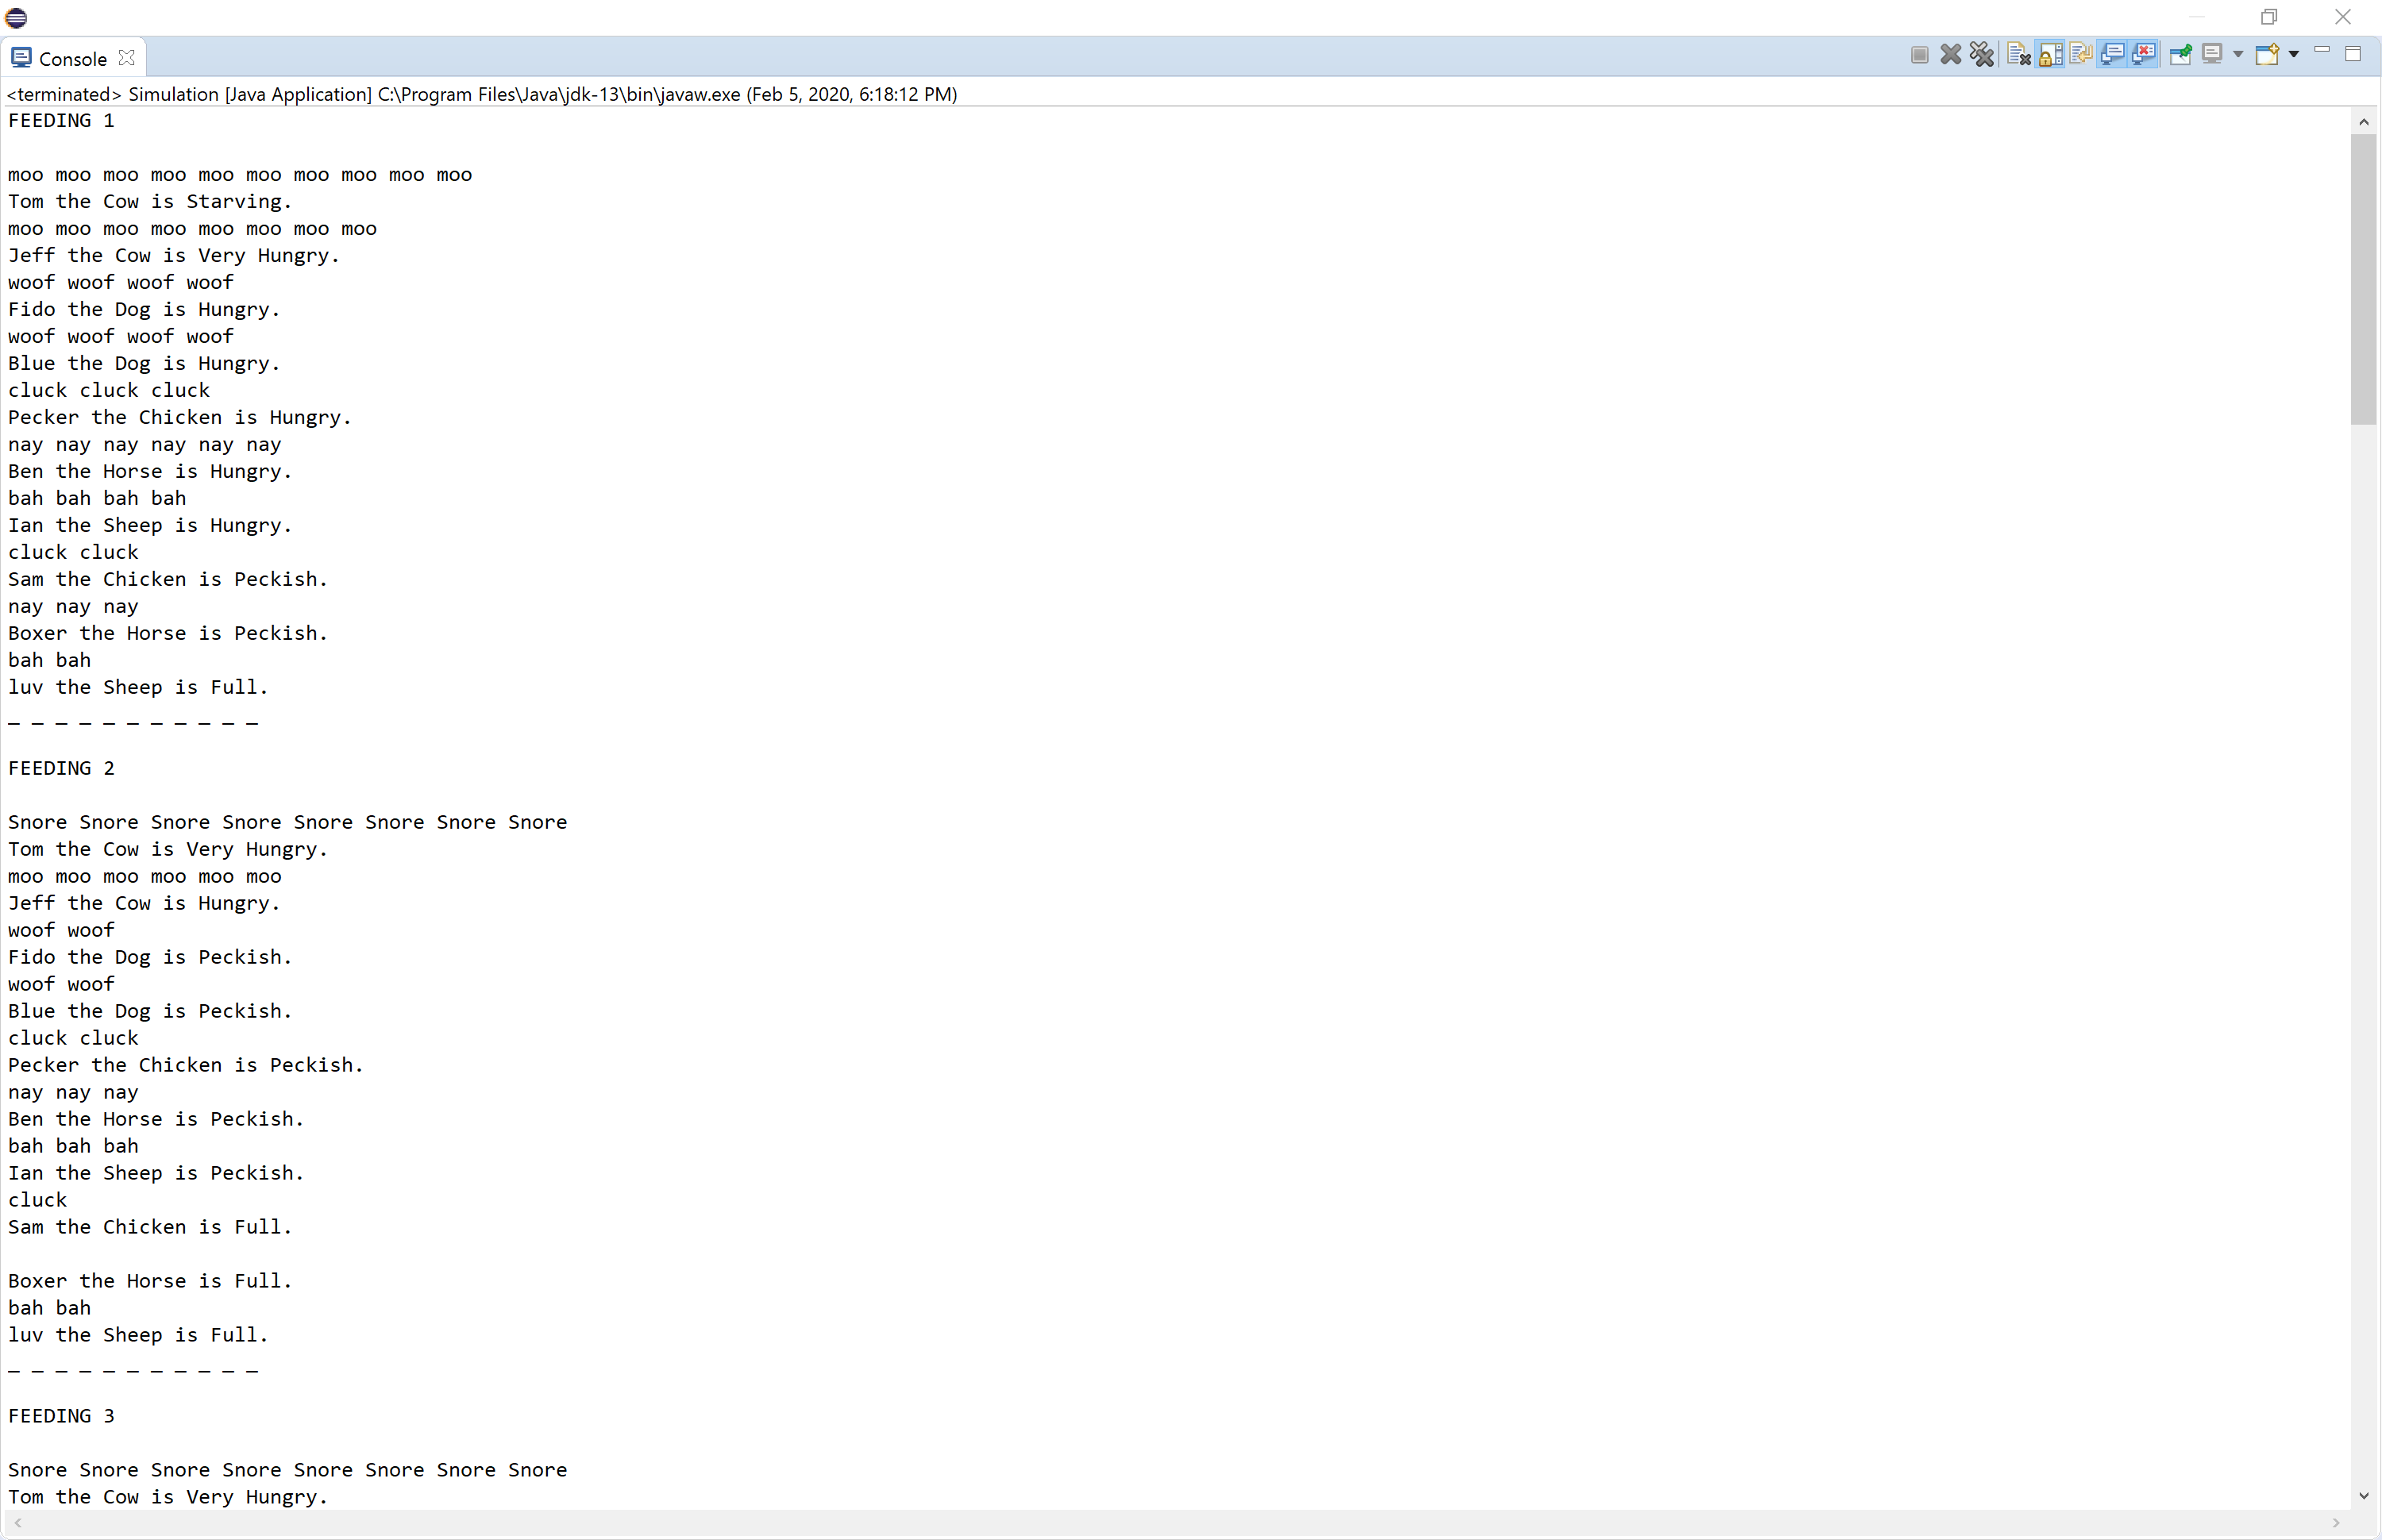 Console
<terminated> Simulation [Java Application] C:\Program Files\Java\jdk-13\bin\javaw.exe (Feb 5, 2020, 6:18:12 PM)
FEEDING 1
moo moo moo moo moo moo moo moo moo moo
Tom the Cow is Starving.
moo moo moo moo moo moo moo moo
Jeff the Cow is Very Hungry.
woof woof woof woof
Fido the Dog is Hungry.
woof woof woof woof
Blue the Dog is Hungry.
cluck cluck cluck
Pecker the Chicken is Hungry.
nay nay nay nay nay nay
Ben the Horse is Hungry.
bah bah bah bah
Ian the Sheep is Hungry.
cluck cluck
Sam the Chicken is Peckish.
nay nay nay
Boxer the Horse is Peckish.
bah bah
luv the Sheep is Full.
_ _ _ _ _ _ _ _ _ _ _
FEEDING 2
Snore Snore Snore Snore Snore Snore Snore Snore
Tom the Cow is Very Hungry.
moo moo moo moo moo moo
Jeff the Cow is Hungry.
woof woof
Fido the Dog is Peckish.
woof woof
Blue the Dog is Peckish.
cluck cluck
Pecker the Chicken is Peckish.
nay nay nay
Ben the Horse is Peckish.
bah bah bah
Ian the Sheep is Peckish.
cluck
Sam the Chicken is Full.
Boxer the Horse is Full.
bah bah
luv the Sheep is Full.
_ _ _ _ _ _ _ _ _ _ _
FEEDING 3
Snore Snore Snore Snore Snore Snore Snore Snore
Tom the Cow is Very Hungry.